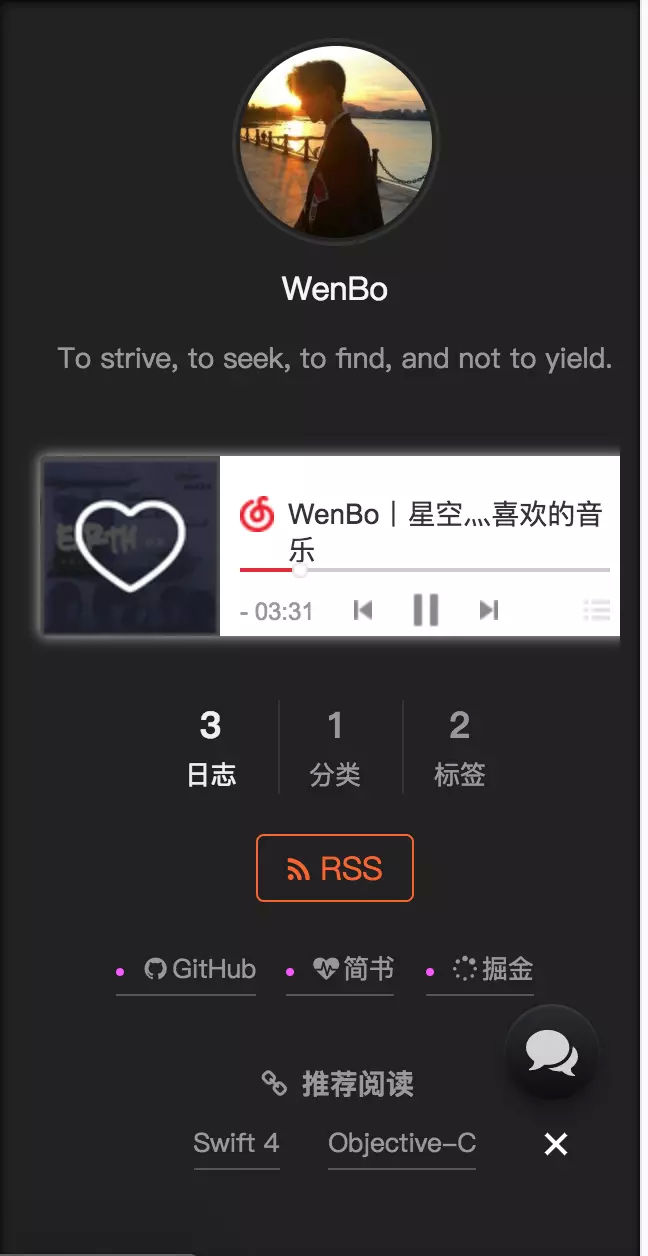 WenBo
To strive, to seek, to find, and not to yield.
WenBo丨星空灬喜欢的音
乐
- 03:31
3 1 2
日志 分类 标签
RSS
GitHub 简书 掘金
推荐阅读
Swift 4 Objective-C